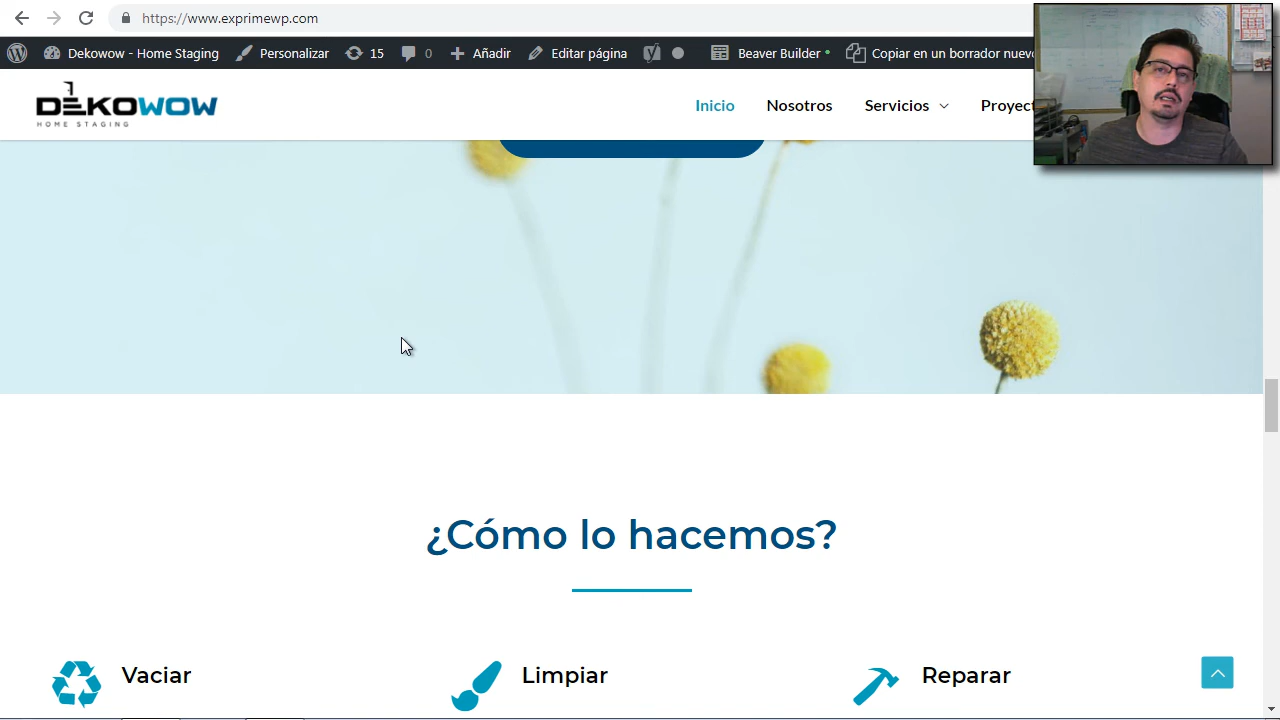 https://www.exprimewp.com
Dekowow - Home Staging Personalizar 15 0 Añadir Editar página Beaver Builder Copiar en un borrador nuevo
DEKOWOW
HOME STAGING
Inicio Nosotros Servicios Proyect
¿Cómo lo hacemos?
Vaciar Limpiar Reparar